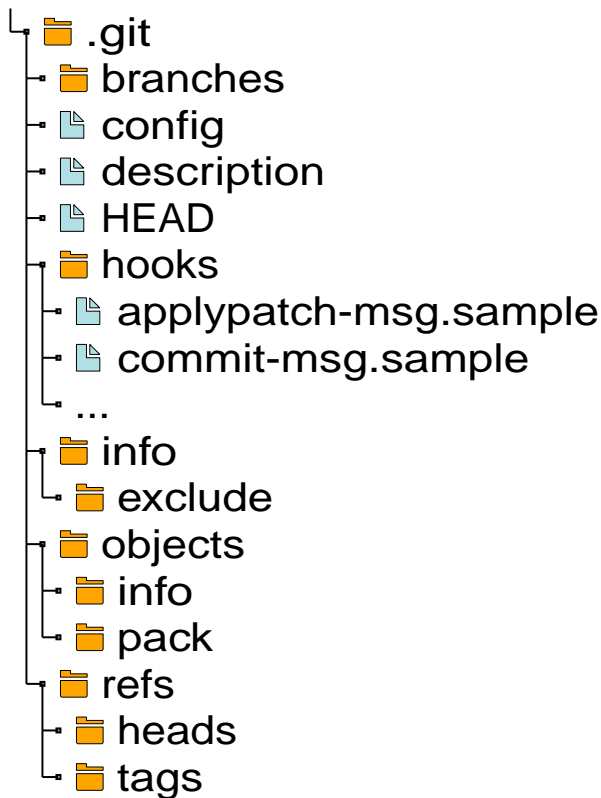 .git
branches
config
description
HEAD
hooks
applypatch-msg.sample
commit-msg.sample
...
info
exclude
objects
info
pack
refs
heads
tags